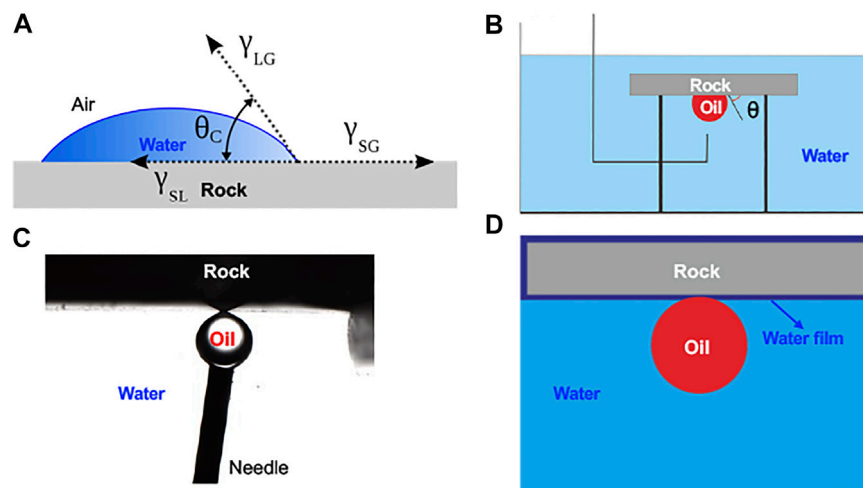 A
γLG
Air
Water
θC
γSG
γSL
Rock
B
Rock
Oil
θ
Water
C
Rock
Oil
Water
Needle
D
Rock
Water film
Oil
Water